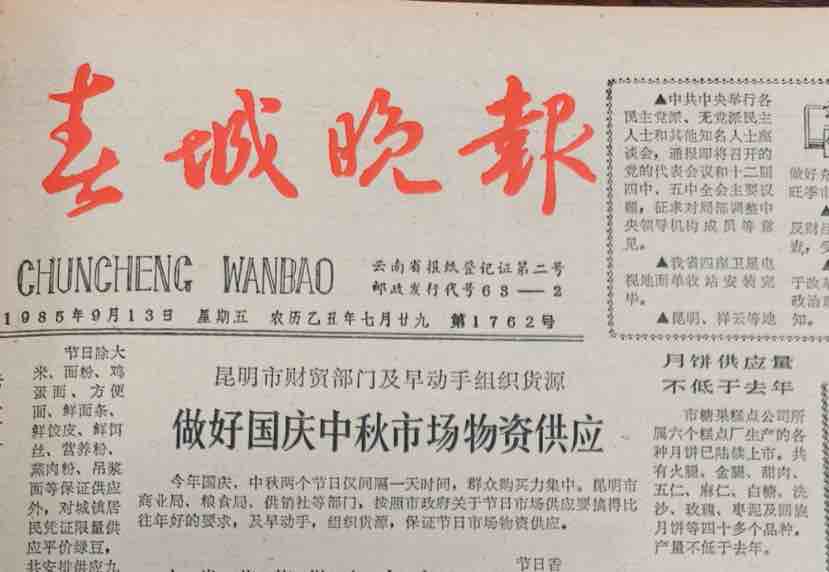 春城晚報
CHUNCHENG WANBAO
云南省报纸登记证第二号
邮政发行代号63—2
1985年9月13日 星期五 农历乙丑年七月廿九 第1762号
▲中共中央举行各
民主党派、无党派民主
人士和其他知名人士座
谈会，通报即将召开的
党的代表会议和十二届
四中、五中全会主要议
题，征求对局部调整中
央领导机构成员等意
见。
▲我省四座卫星电
视地面单收站安装完
毕。
▲昆明、祥云等地
做好
旺季市
反财经
于改革
政治
知。
节日除大
米、面粉、鸡
蛋面、方便
面、鲜面条、
鲜饺皮、鲜饵
丝、营养粉、
蒸肉粉、吊浆
面等保证供应
外，对城镇居
民凭证限量供
应平价绿豆，
并安排供应九
昆明市财贸部门及早动手组织货源
做好国庆中秋市场物资供应
今年国庆、中秋两个节日仅间隔一天时间，群众购买力集中。昆明市
商业局、粮食局、供销社等部门，按照市政府关于节日市场供应要搞得比
往年好的要求，及早动手，组织货源，保证节日市场物资供应。
节日香
月饼供应量
不低于去年
市糖果糕点公司所
属六个糕点厂生产的各
种月饼已陆续上市。共
有火腿、金腿、甜肉、
五仁、麻仁、白糖、洗
沙、玫瑰、枣泥及回族
月饼等四十多个品种，
产量不低于去年。